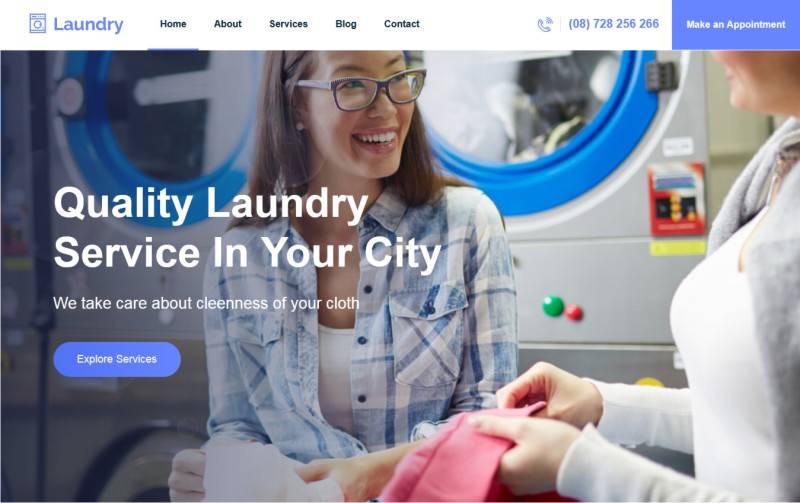 Laundry
Home
About
Services
Blog
Contact
(08) 728 256 266
Make an Appointment
Quality Laundry
Service In Your City
We take care about cleenness of your cloth
Explore Services